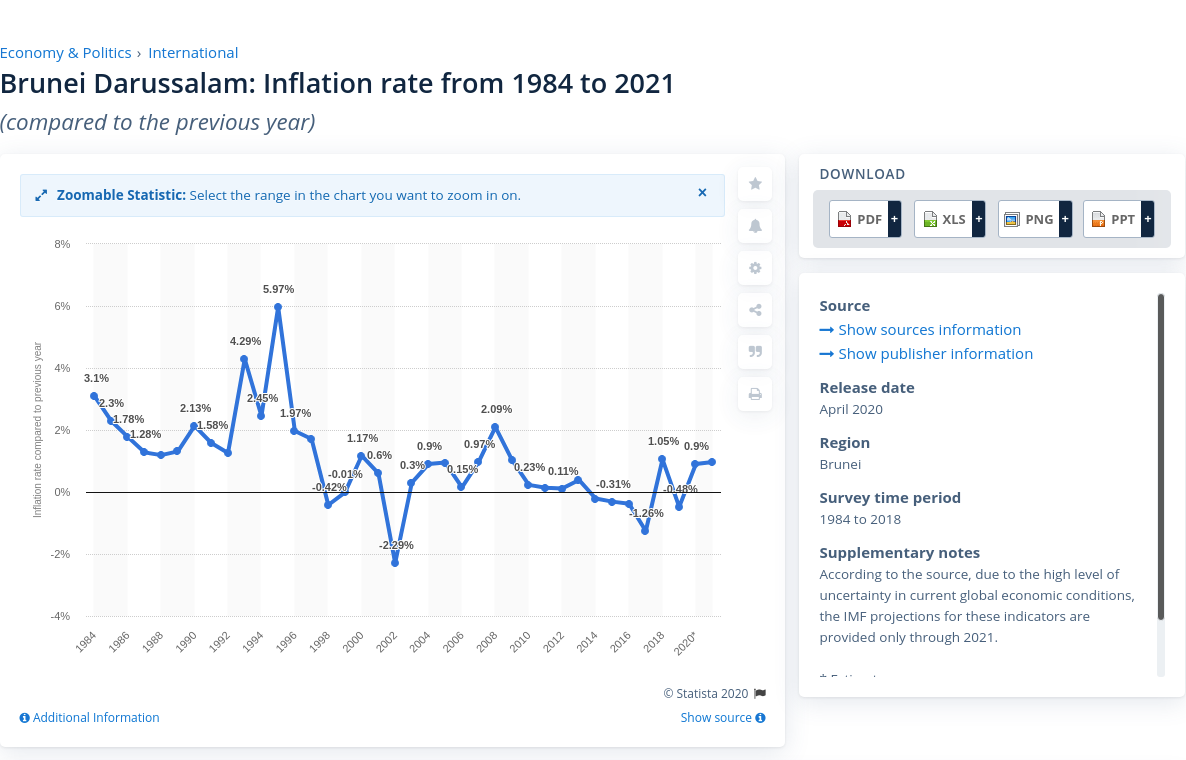 Economy & Politics › International
Brunei Darussalam: Inflation rate from 1984 to 2021
(compared to the previous year)
Zoomable Statistic: Select the range in the chart you want to zoom in on. ×
8%
6%
4%
2%
0%
-2%
-4%
Inflation rate compared to previous year
3.1%
2.3%
1.78%
1.28%
2.13%
1.58%
4.29%
2.45%
5.97%
1.97%
-0.42%
-0.01%
1.17%
0.6%
-2.29%
0.3%
0.9%
0.15%
0.97%
2.09%
0.23%
0.11%
-0.31%
-1.26%
1.05%
-0.48%
0.9%
1984
1986
1988
1990
1992
1994
1996
1998
2000
2002
2004
2006
2008
2010
2012
2014
2016
2018
2020*
© Statista 2020
Additional Information
Show source
DOWNLOAD
PDF +
XLS +
PNG +
PPT +
Source
Show sources information
Show publisher information
Release date
April 2020
Region
Brunei
Survey time period
1984 to 2018
Supplementary notes
According to the source, due to the high level of
uncertainty in current global economic conditions,
the IMF projections for these indicators are
provided only through 2021.